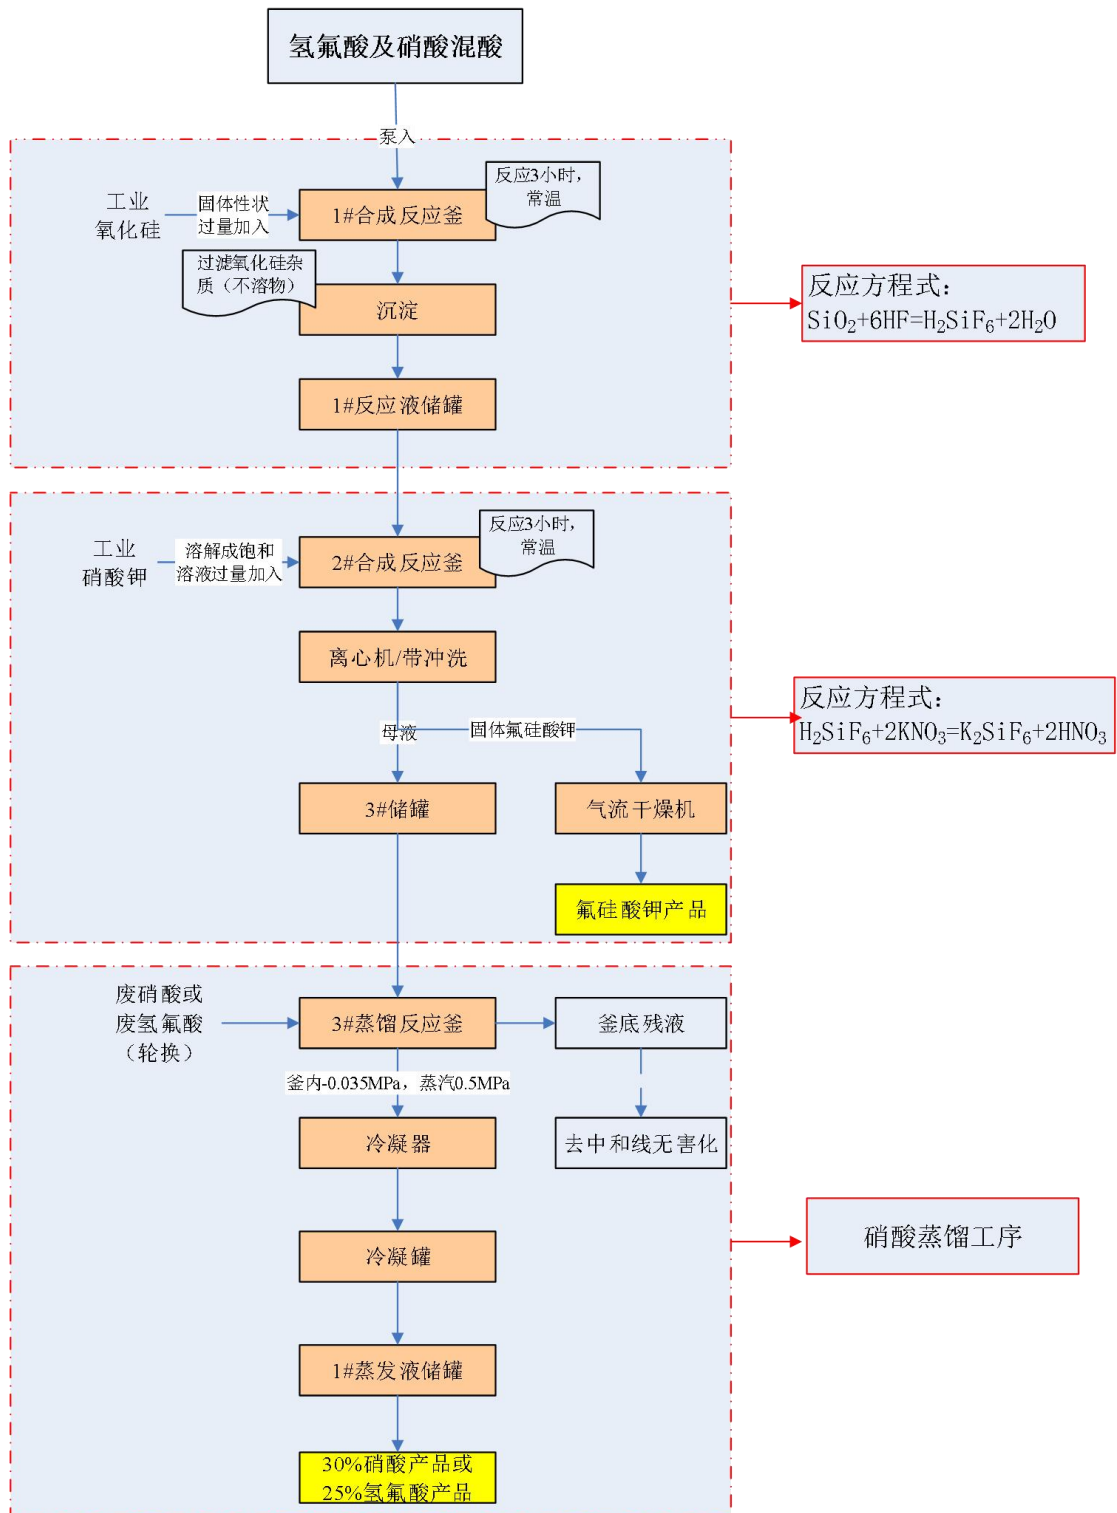 氢氟酸及硝酸混酸
泵入
反应3小时，
常温
工业
氧化硅
固体性状
过量加入
1#合成反应釜
过滤氧化硅杂
质（不溶物）
沉淀
1#反应液储罐
反应方程式：
SiO₂+6HF=H₂SiF₆+2H₂O
反应3小时，
常温
工业
硝酸钾
溶解成饱和
溶液过量加入
2#合成反应釜
离心机/带冲洗
母液
固体氟硅酸钾
3#储罐
气流干燥机
氟硅酸钾产品
反应方程式：
H₂SiF₆+2KNO₃=K₂SiF₆+2HNO₃
废硝酸或
废氢氟酸
（轮换）
3#蒸馏反应釜
釜底残液
釜内-0.035MPa，蒸汽0.5MPa
冷凝器
去中和线无害化
冷凝罐
硝酸蒸馏工序
1#蒸发液储罐
30%硝酸产品或
25%氢氟酸产品